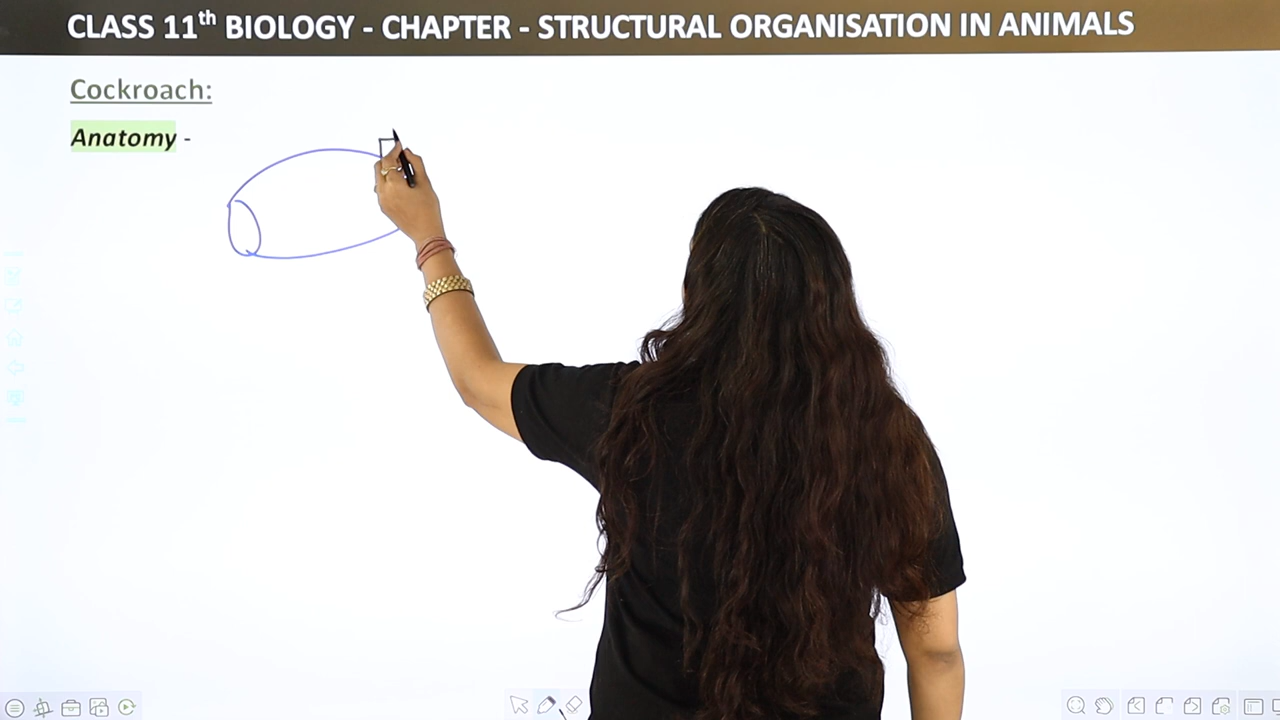 CLASS 11th BIOLOGY - CHAPTER - STRUCTURAL ORGANISATION IN ANIMALS
Cockroach:
Anatomy -